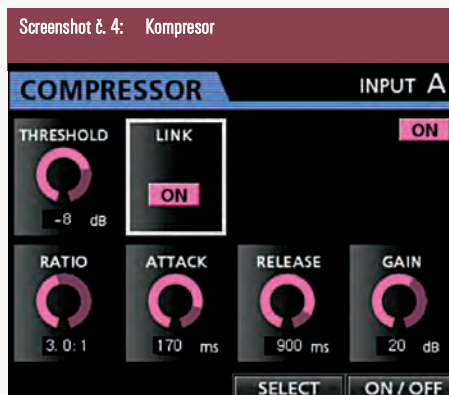 Screenshot č. 4: Kompresor
COMPRESSOR INPUT A
ON
THRESHOLD LINK
ON
-8 dB
RATIO ATTACK RELEASE GAIN
3.0:1 170 ms 900 ms 20 dB
SELECT ON / OFF